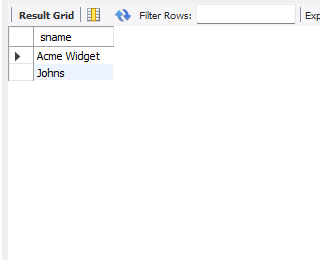 Result Grid Filter Rows: Exp
sname
Acme Widget
Johns